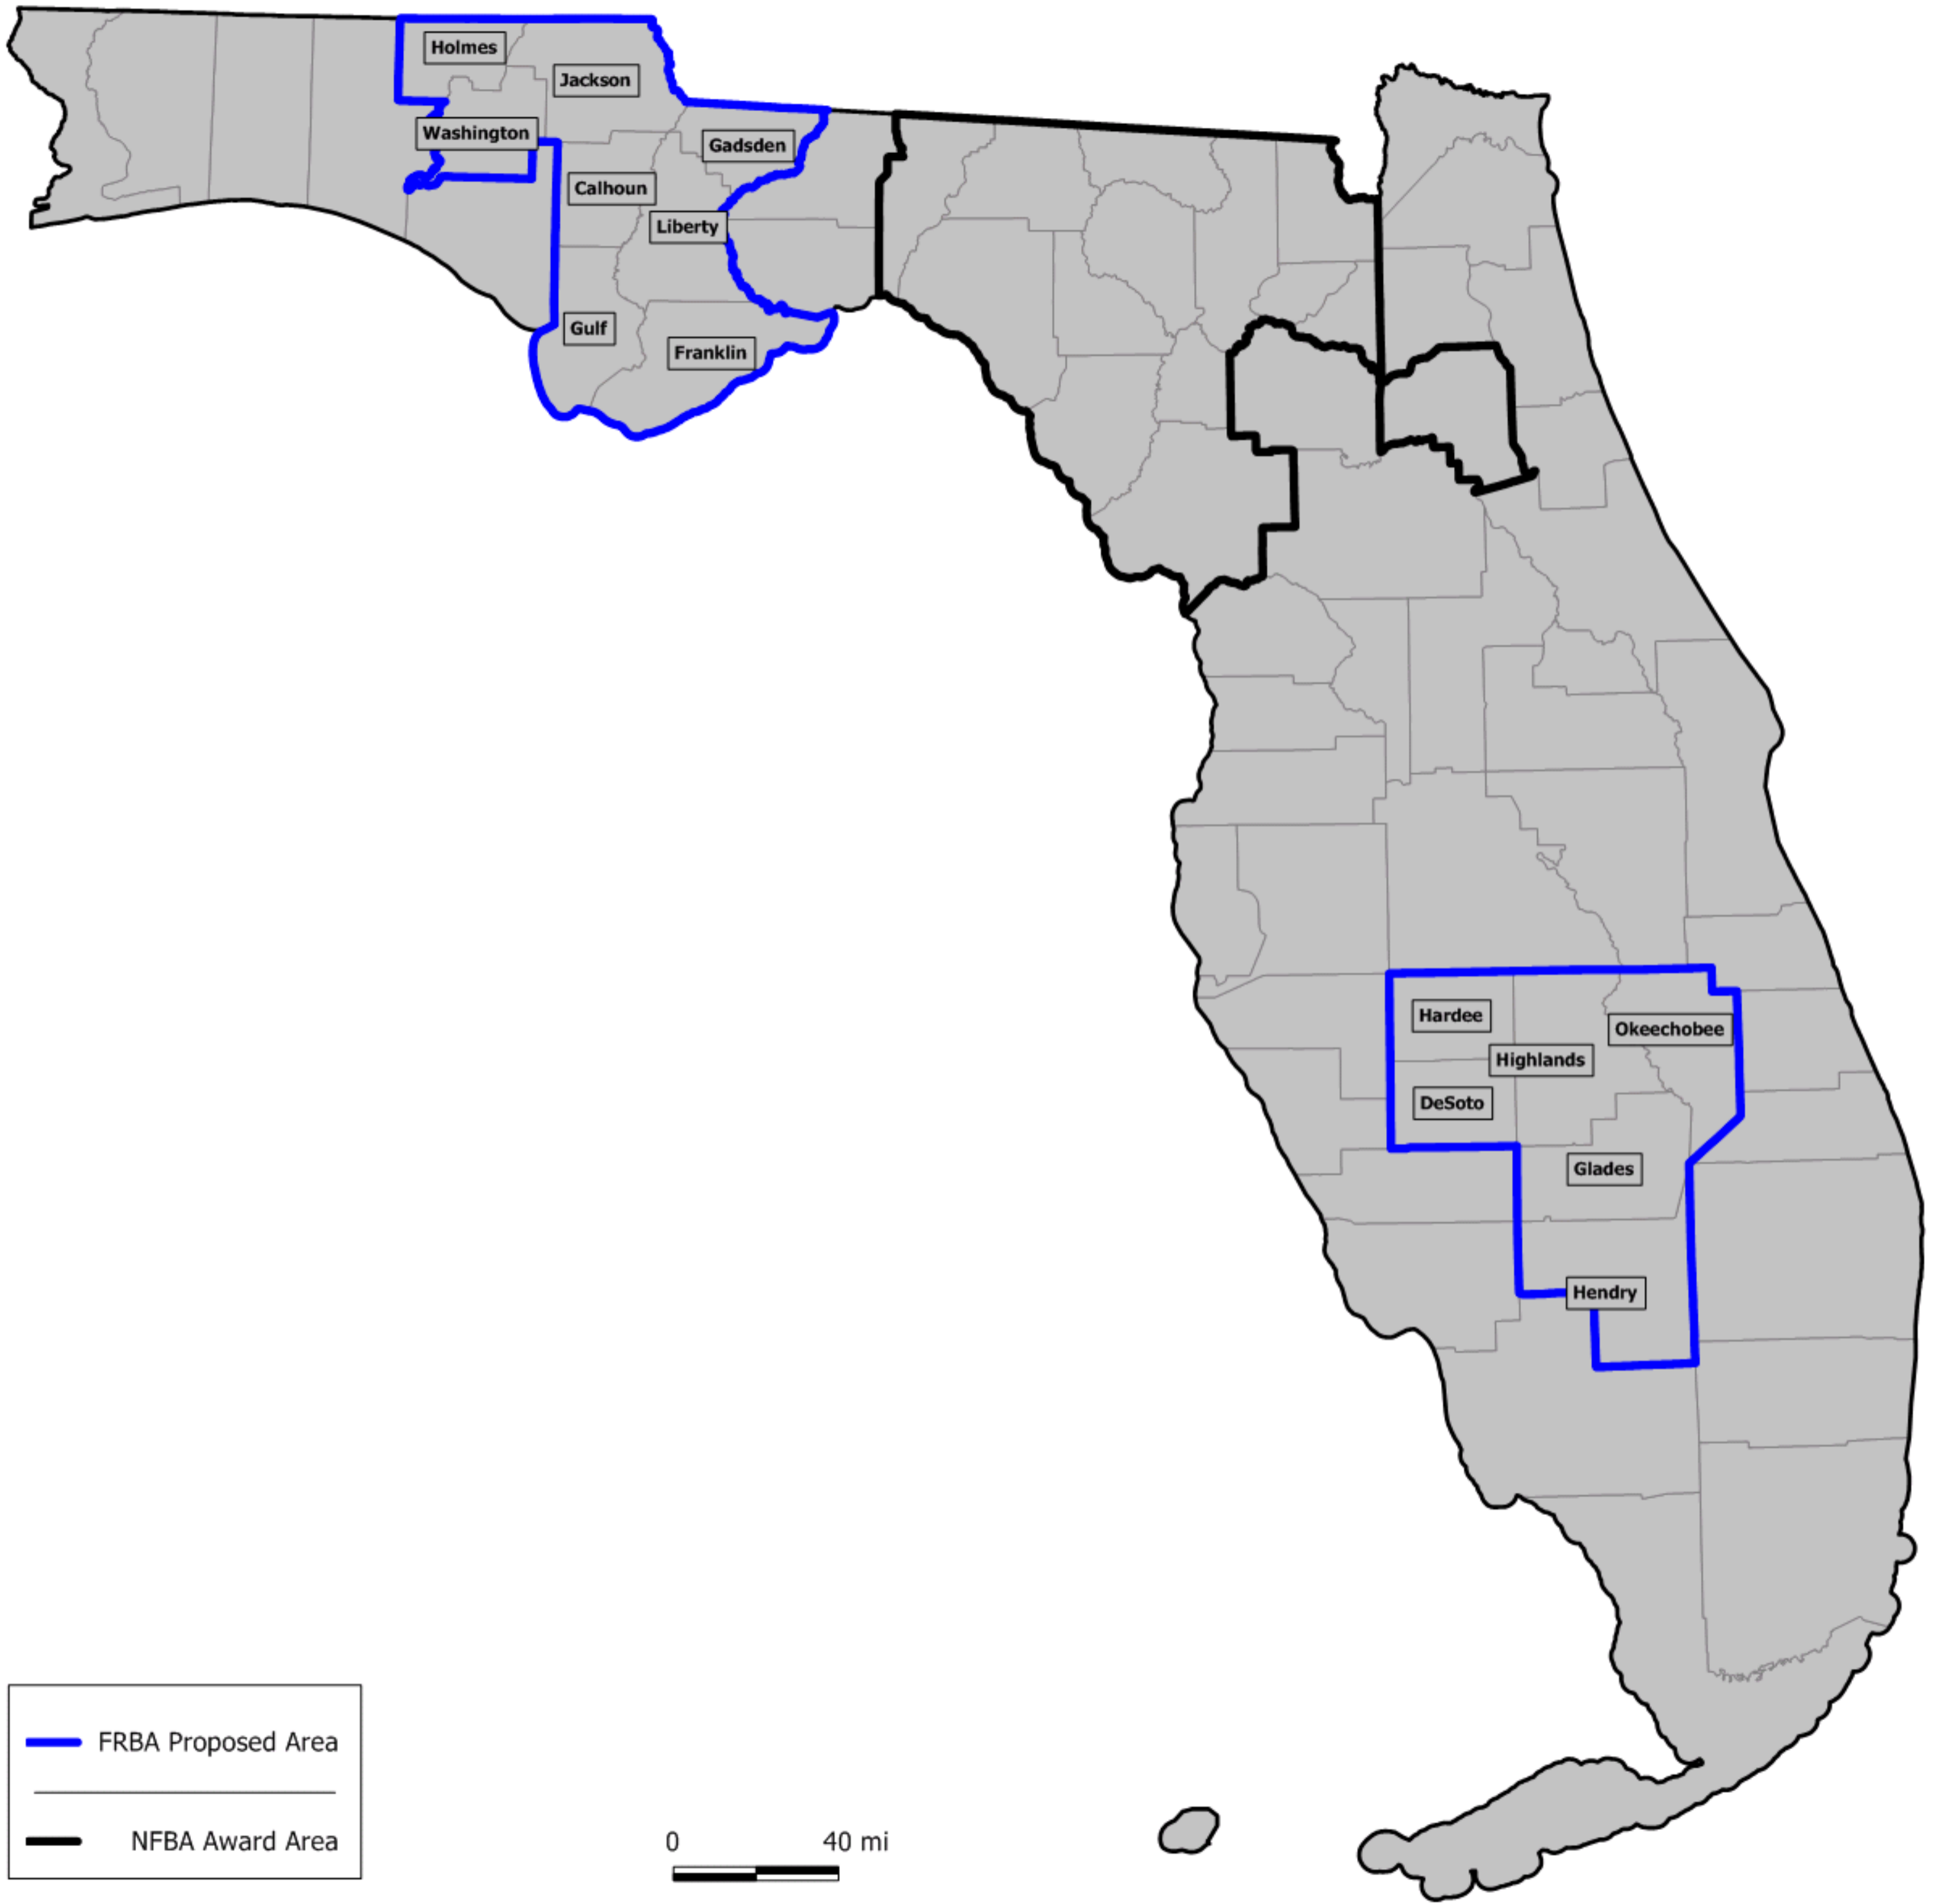 Holmes
Jackson
Washington
Gadsden
Calhoun
Liberty
Gulf
Franklin
Hardee
Okeechobee
Highlands
DeSoto
Glades
Hendry
FRBA Proposed Area
NFBA Award Area
0 40 mi